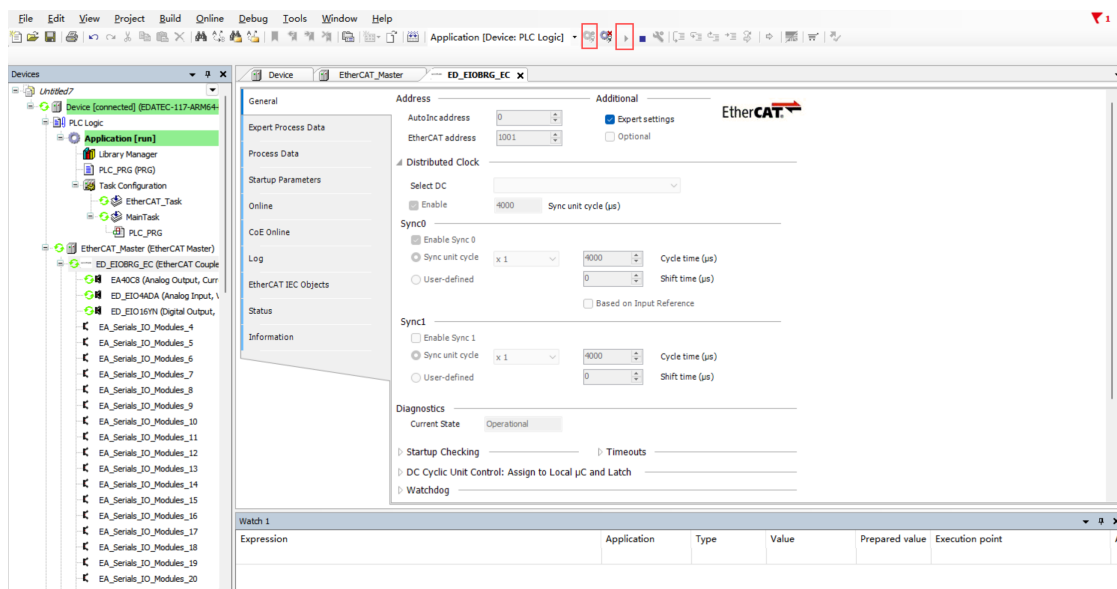 File Edit View Project Build Online Debug Tools Window Help
1
Application [Device: PLC Logic]
Devices
Untitled7
Device [connected] (EDATEC-117-ARM64-
PLC Logic
Application [run]
Library Manager
PLC_PRG (PRG)
Task Configuration
EtherCAT_Task
MainTask
PLC_PRG
EtherCAT_Master (EtherCAT Master)
ED_EIOBRG_EC (EtherCAT Couple
EA40C8 (Analog Output, Curr
ED_EIO4ADA (Analog Input, V
ED_EIO16YN (Digital Output,
EA_Serials_IO_Modules_4
EA_Serials_IO_Modules_5
EA_Serials_IO_Modules_6
EA_Serials_IO_Modules_7
EA_Serials_IO_Modules_8
EA_Serials_IO_Modules_9
EA_Serials_IO_Modules_10
EA_Serials_IO_Modules_11
EA_Serials_IO_Modules_12
EA_Serials_IO_Modules_13
EA_Serials_IO_Modules_14
EA_Serials_IO_Modules_15
EA_Serials_IO_Modules_16
EA_Serials_IO_Modules_17
EA_Serials_IO_Modules_18
EA_Serials_IO_Modules_19
EA_Serials_IO_Modules_20
Device EtherCAT_Master ED_EIOBRG_EC
General
Expert Process Data
Process Data
Startup Parameters
Online
CoE Online
Log
EtherCAT IEC Objects
Status
Information
Address Additional
AutoInc address 0 Expert settings
EtherCAT address 1001 Optional
EtherCAT
Distributed Clock
Select DC
Enable 4000 Sync unit cycle (µs)
Sync0
Enable Sync 0
Sync unit cycle x 1 4000 Cycle time (µs)
User-defined 0 Shift time (µs)
Based on Input Reference
Sync1
Enable Sync 1
Sync unit cycle x 1 4000 Cycle time (µs)
User-defined 0 Shift time (µs)
Diagnostics
Current State Operational
Startup Checking Timeouts
DC Cyclic Unit Control: Assign to Local µC and Latch
Watchdog
Watch 1
Expression Application Type Value Prepared value Execution point